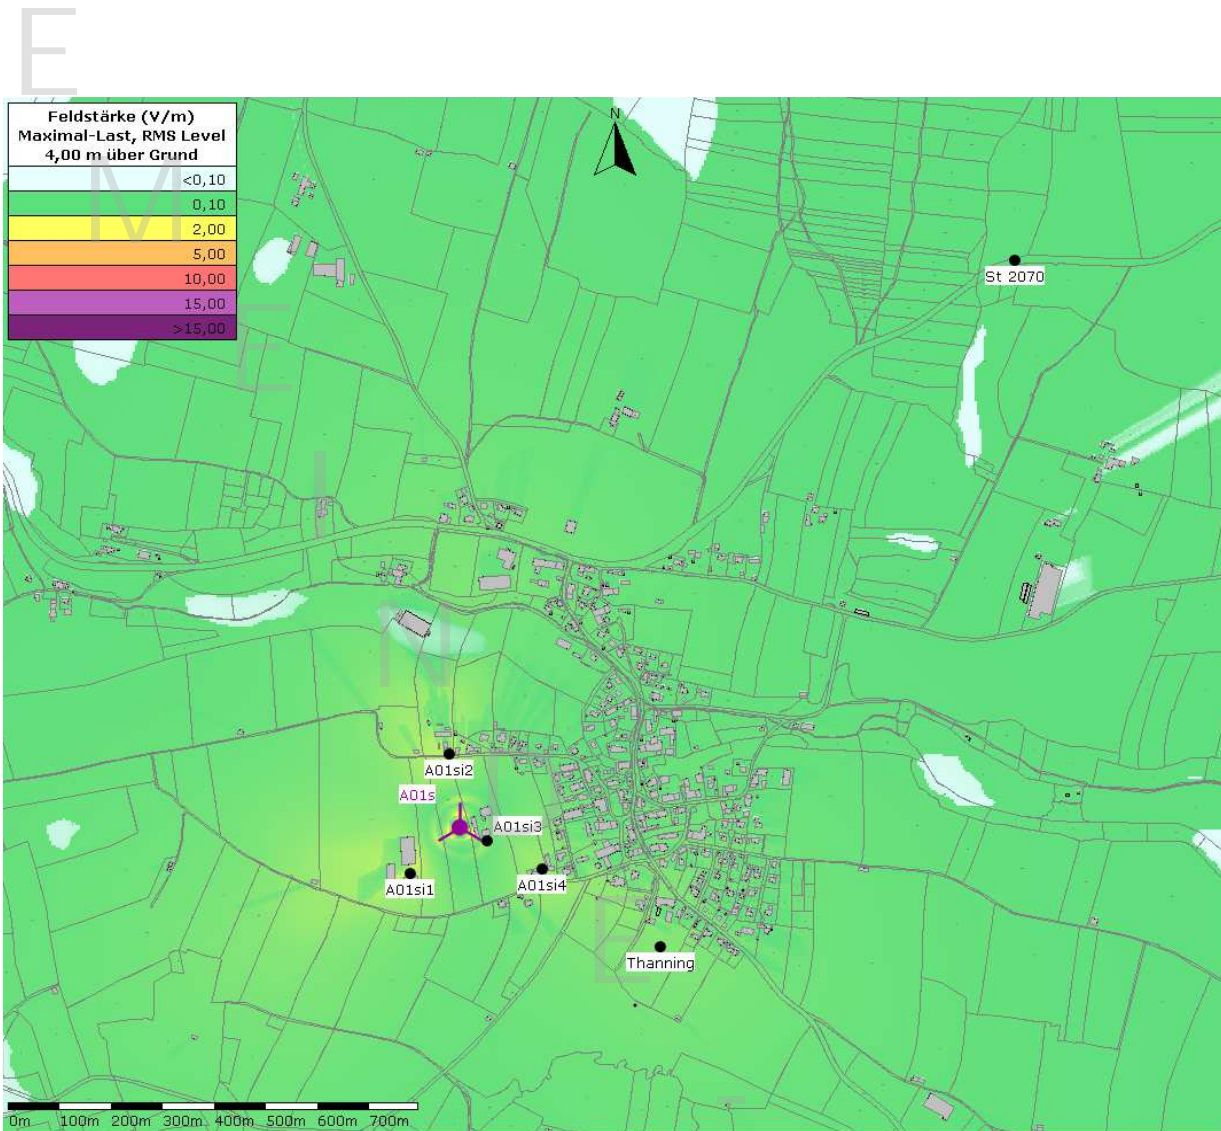 E
M
E
I
N
D
E
Feldstärke (V/m)
Maximal-Last, RMS Level
4,00 m über Grund
<0,10
0,10
2,00
5,00
10,00
15,00
>15,00
N
St 2070
A01si2
A01s
A01si3
A01si1
A01si4
Thanning
0m 100m 200m 300m 400m 500m 600m 700m